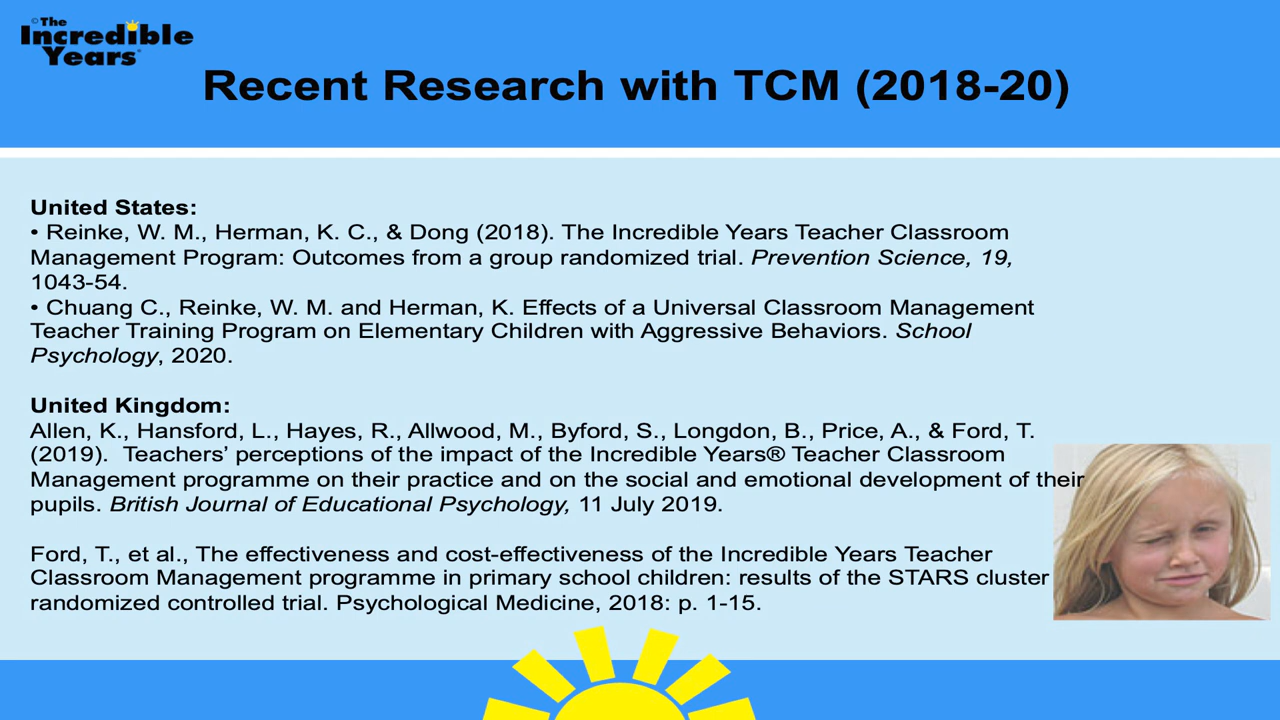 ©The
Incredible
Years®
Recent Research with TCM (2018-20)
United States:
• Reinke, W. M., Herman, K. C., & Dong (2018). The Incredible Years Teacher Classroom
Management Program: Outcomes from a group randomized trial. Prevention Science, 19,
1043-54.
• Chuang C., Reinke, W. M. and Herman, K. Effects of a Universal Classroom Management
Teacher Training Program on Elementary Children with Aggressive Behaviors. School
Psychology, 2020.
United Kingdom:
Allen, K., Hansford, L., Hayes, R., Allwood, M., Byford, S., Longdon, B., Price, A., & Ford, T.
(2019).  Teachers’ perceptions of the impact of the Incredible Years® Teacher Classroom
Management programme on their practice and on the social and emotional development of their
pupils. British Journal of Educational Psychology, 11 July 2019.
Ford, T., et al., The effectiveness and cost-effectiveness of the Incredible Years Teacher
Classroom Management programme in primary school children: results of the STARS cluster
randomized controlled trial. Psychological Medicine, 2018: p. 1-15.